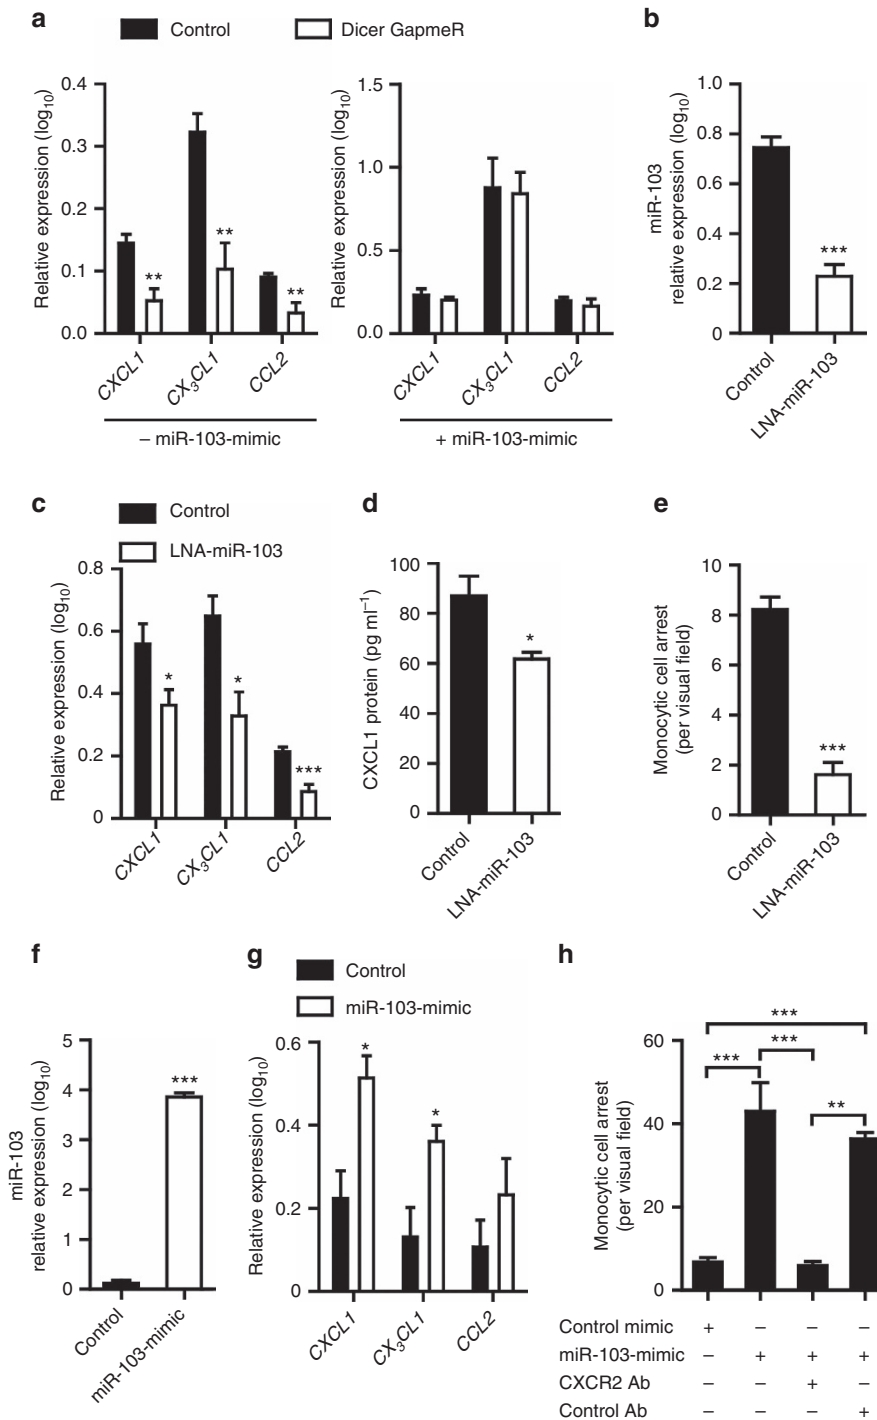 a
Control
Dicer GapmeR
Relative expression (log10)
0.4
0.3
0.2
0.1
0.0
**
**
**
CXCL1
CX3CL1
CCL2
– miR-103-mimic
Relative expression (log10)
1.5
1.0
0.5
0.0
CXCL1
CX3CL1
CCL2
+ miR-103-mimic
b
miR-103
relative expression (log10)
1.0
0.8
0.6
0.4
0.2
0
***
Control
LNA-miR-103
c
Control
LNA-miR-103
Relative expression (log10)
0.8
0.6
0.4
0.2
0
*
*
***
CXCL1
CX3CL1
CCL2
d
CXCL1 protein (pg ml−1)
100
80
60
40
20
0
*
Control
LNA-miR-103
e
Monocytic cell arrest
(per visual field)
10
8
6
4
2
0
***
Control
LNA-miR-103
f
miR-103
relative expression (log10)
5
4
3
2
1
0
***
Control
miR-103-mimic
g
Control
miR-103-mimic
Relative expression (log10)
0.6
0.4
0.2
0
*
*
CXCL1
CX3CL1
CCL2
h
Monocytic cell arrest
(per visual field)
60
40
20
0
***
***
***
**
Control mimic + – – –
miR-103-mimic – + + +
CXCR2 Ab – – + –
Control Ab – – – +